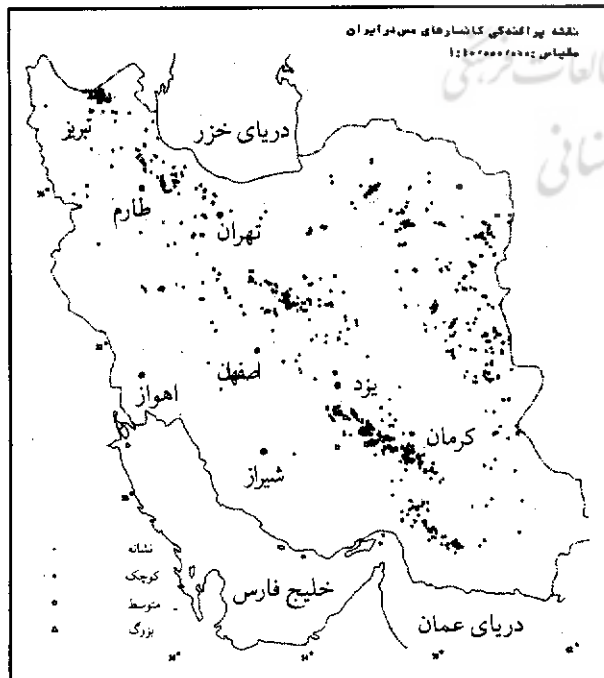 نقشه پراکندگی کانسارهای مس در ایران
مقیاس :
تبریز
دریای خزر
طارم
تهران
اصفهان
یزد
اهواز
کرمان
شیراز
نشانه
کوچک
متوسط
بزرگ
خلیج فارس
دریای عمان